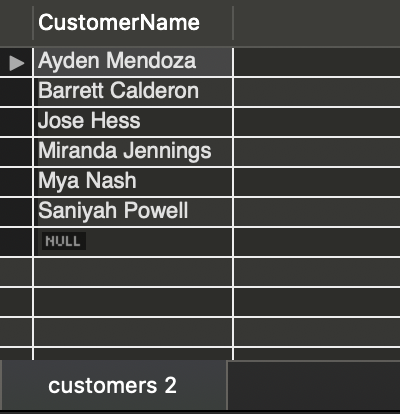 CustomerName
Ayden Mendoza
Barrett Calderon
Jose Hess
Miranda Jennings
Mya Nash
Saniyah Powell
NULL
customers 2